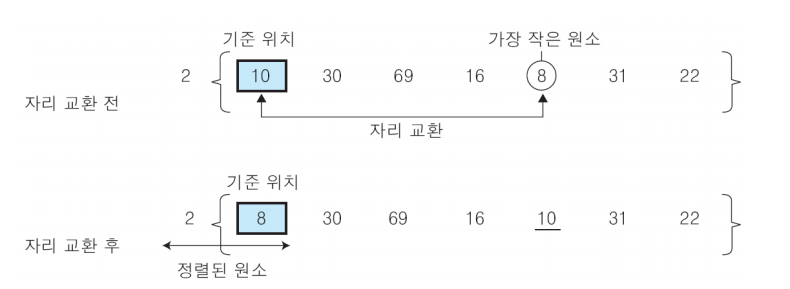 기준 위치 가장 작은 원소
2 { 10 30 69 16 8 31 22 }
자리 교환 전
자리 교환
기준 위치
2 { 8 30 69 16 10 31 22 }
자리 교환 후
정렬된 원소